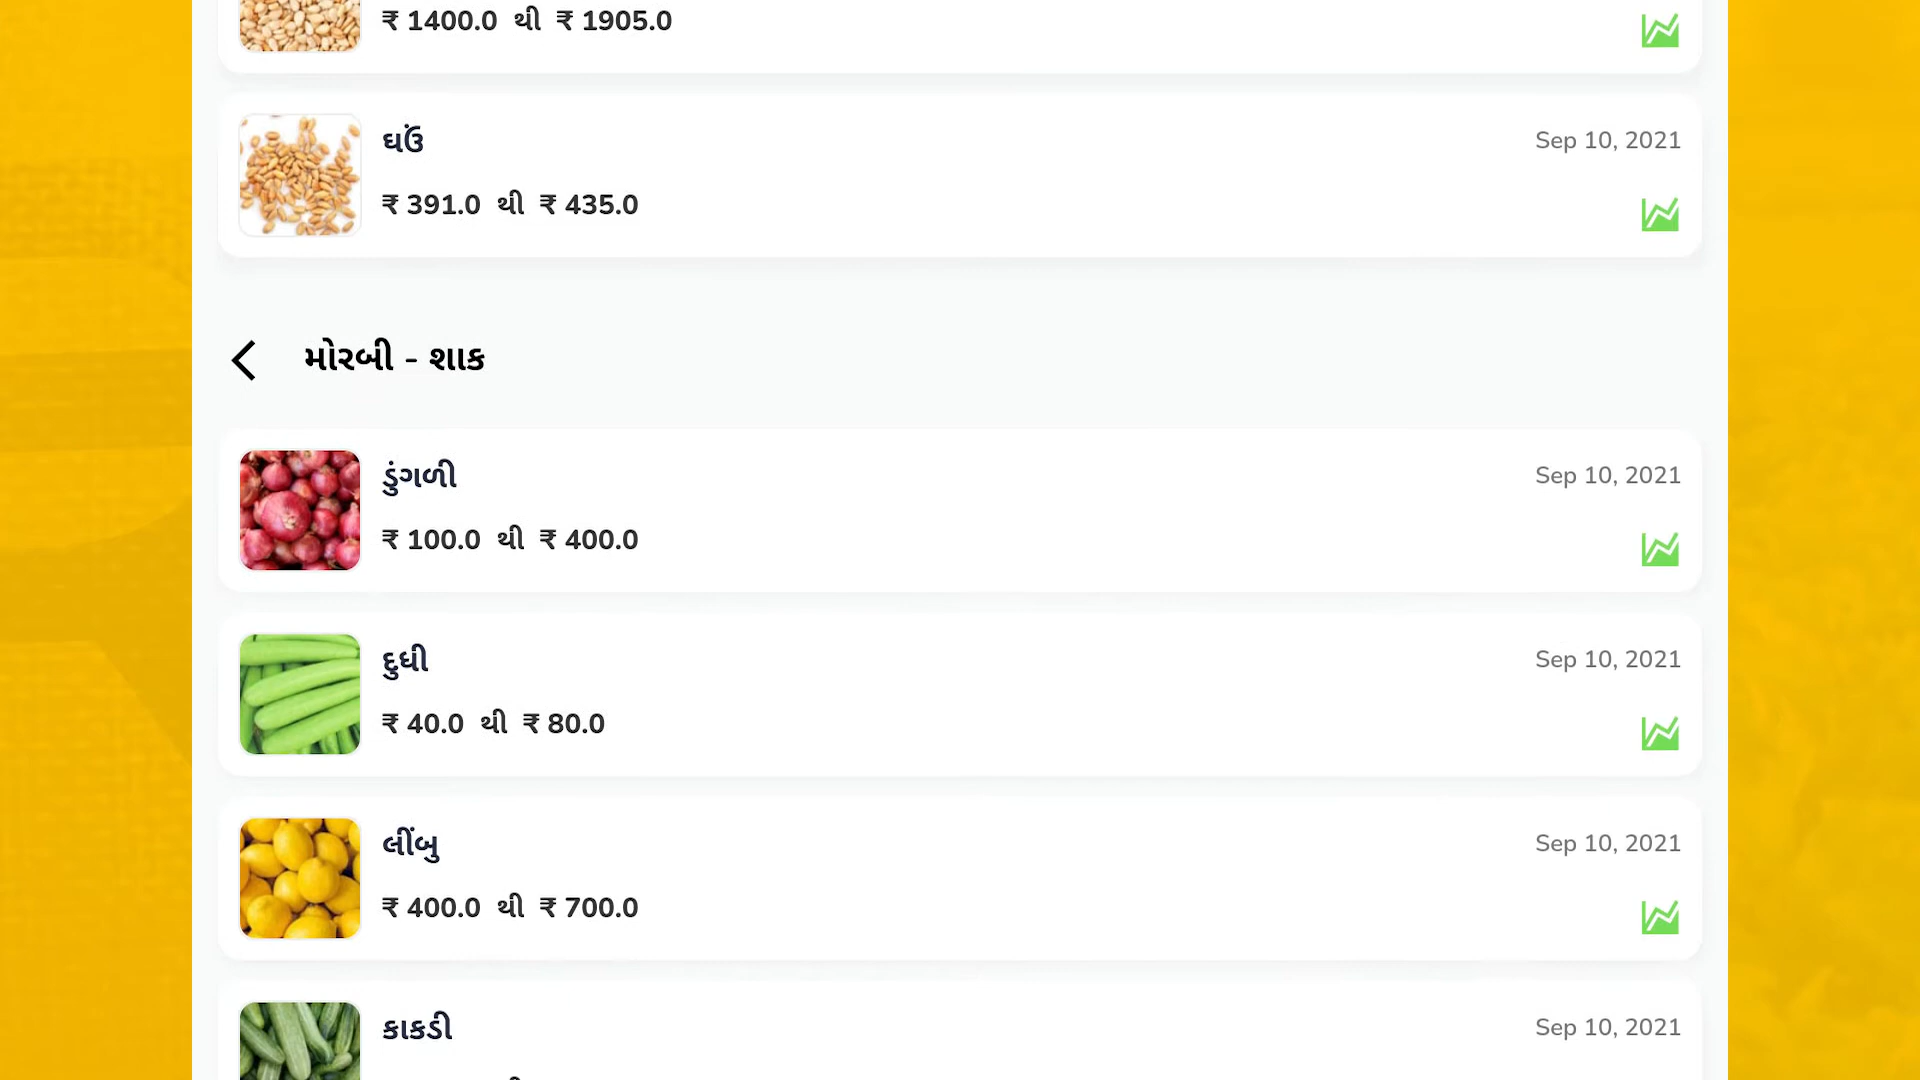 ₹ 1400.0 થી ₹ 1905.0
ઘઉં
Sep 10, 2021
₹ 391.0 થી ₹ 435.0
મોરબી - શાક
ડુંગળી
Sep 10, 2021
₹ 100.0 થી ₹ 400.0
દુધી
Sep 10, 2021
₹ 40.0 થી ₹ 80.0
લીંબુ
Sep 10, 2021
₹ 400.0 થી ₹ 700.0
કાકડી
Sep 10, 2021